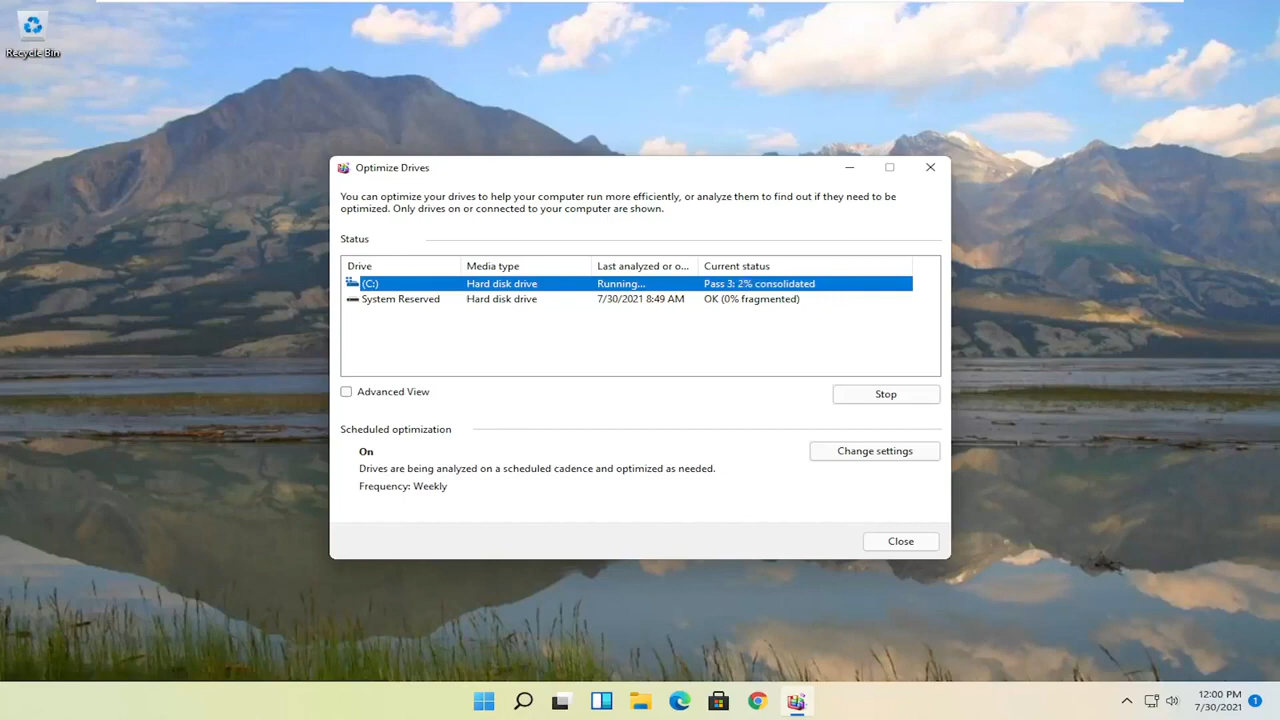 Recycle Bin
Optimize Drives
You can optimize your drives to help your computer run more efficiently, or analyze them to find out if they need to be
optimized. Only drives on or connected to your computer are shown.
Status
Drive Media type Last analyzed or o... Current status
(C:) Hard disk drive Running... Pass 3: 2% consolidated
System Reserved Hard disk drive 7/30/2021 8:49 AM OK (0% fragmented)
Advanced View
Stop
Scheduled optimization
On
Change settings
Drives are being analyzed on a scheduled cadence and optimized as needed.
Frequency: Weekly
Close
12:00 PM
7/30/2021
1